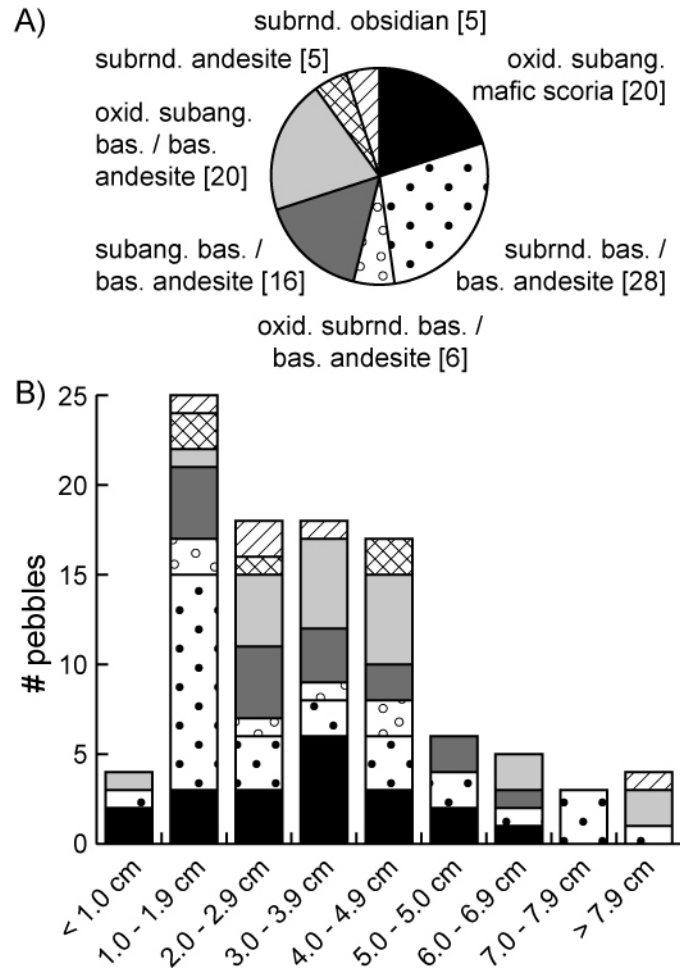 A)
subrnd. obsidian [5]
subrnd. andesite [5]
oxid. subang.
mafic scoria [20]
oxid. subang.
bas. / bas.
andesite [20]
subang. bas. /
bas. andesite [16]
subrnd. bas. /
bas. andesite [28]
oxid. subrnd. bas. /
bas. andesite [6]
B)
25
20
15
10
5
0
# pebbles
< 1.0 cm
1.0 - 1.9 cm
2.0 - 2.9 cm
3.0 - 3.9 cm
4.0 - 4.9 cm
5.0 - 5.0 cm
6.0 - 6.9 cm
7.0 - 7.9 cm
> 7.9 cm